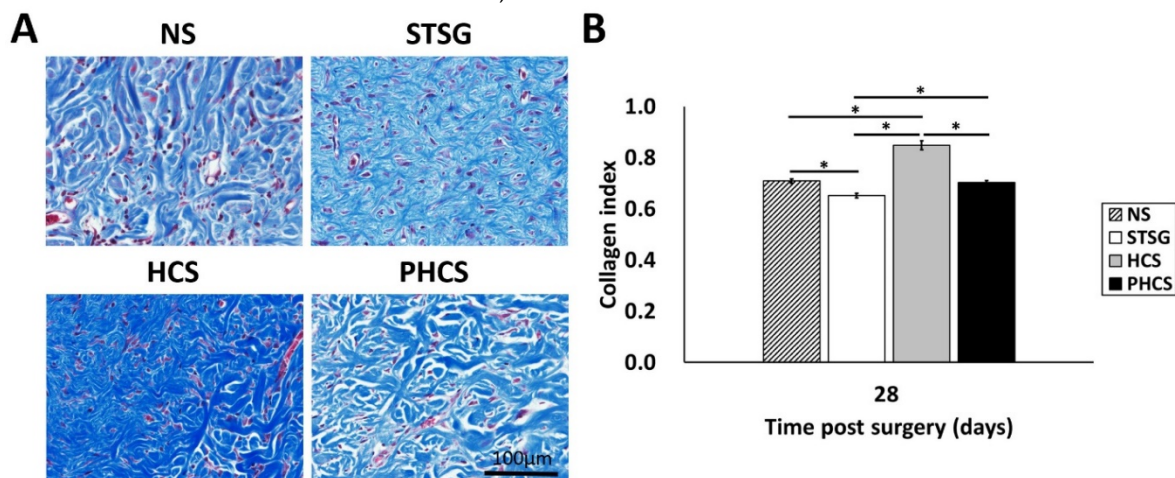 A
NS
STSG
HCS
PHCS
100μm
B
*
*
*
*
*
Collagen index
1.0
0.8
0.6
0.4
0.2
0.0
28
Time post surgery (days)
NS
STSG
HCS
PHCS